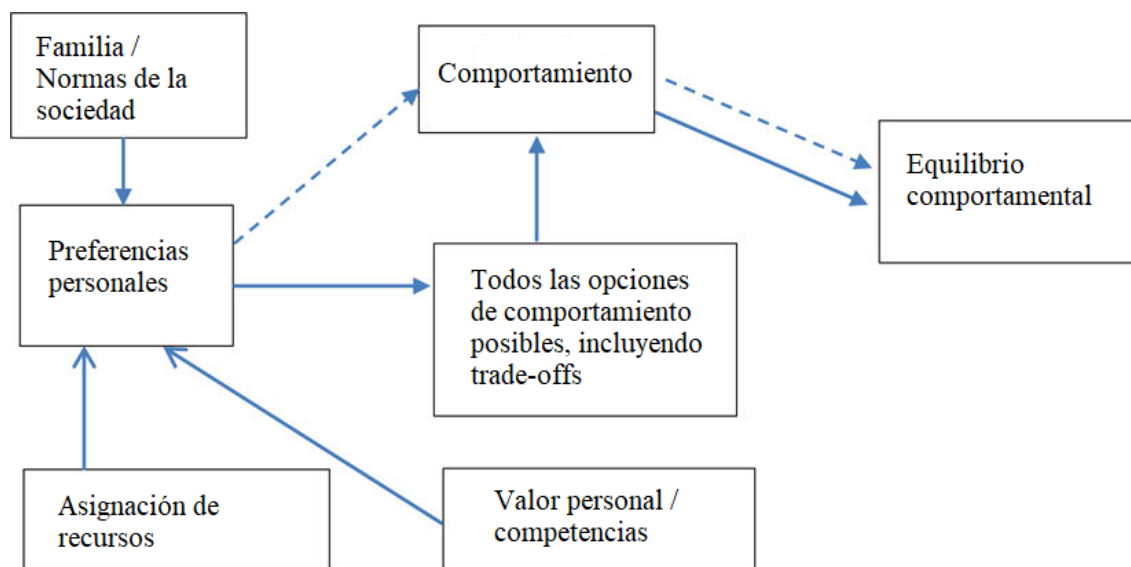 Familia /
Normas de la
sociedad
Comportamiento
Equilibrio
comportamental
Preferencias
personales
Todos las opciones
de comportamiento
posibles, incluyendo
trade-offs
Asignación de
recursos
Valor personal /
competencias